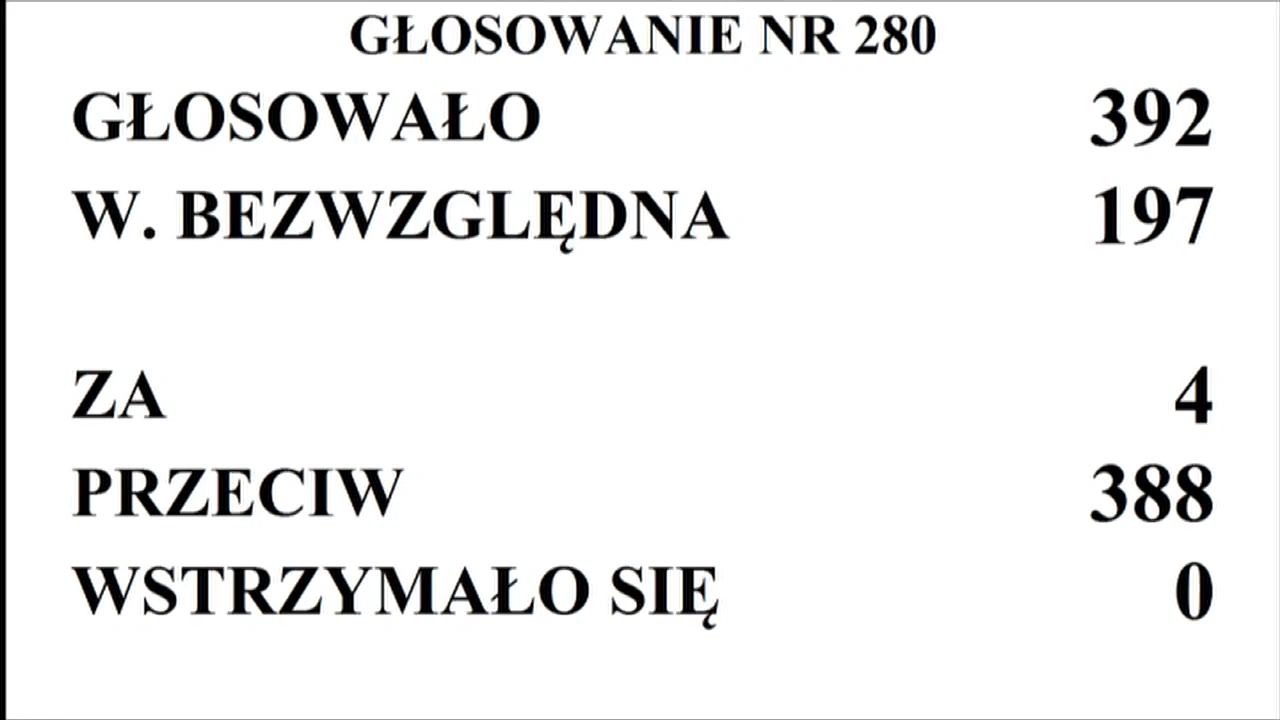 GŁOSOWANIE NR 280
GŁOSOWAŁO 392
W. BEZWZGLĘDNA 197
ZA 4
PRZECIW 388
WSTRZYMAŁO SIĘ 0